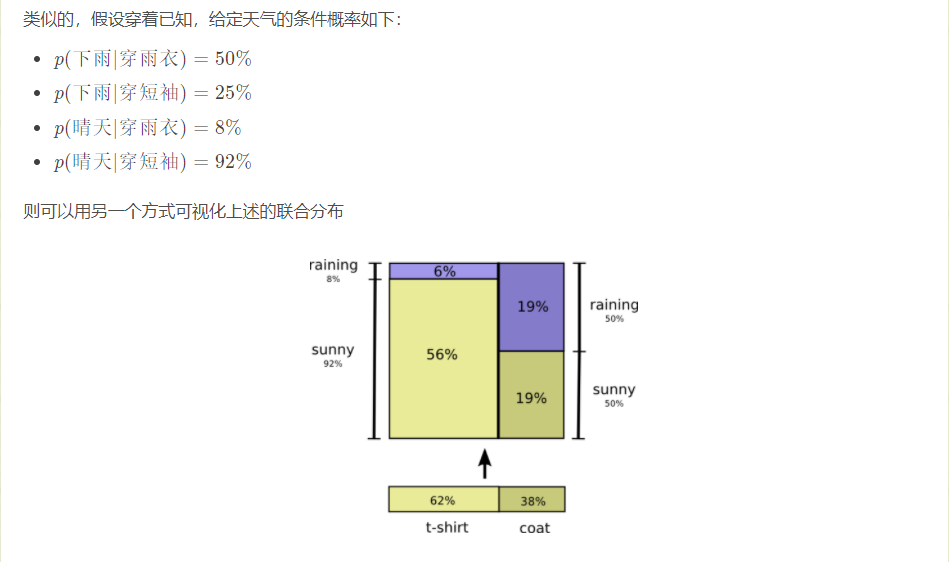 类似的，假设穿着已知，给定天气的条件概率如下：
• p(下雨|穿雨衣) = 50%
• p(下雨|穿短袖) = 25%
• p(晴天|穿雨衣) = 8%
• p(晴天|穿短袖) = 92%
则可以用另一个方式可视化上述的联合分布
raining
8%
6%
19%
raining
50%
sunny
92%
56%
19%
sunny
50%
62%
38%
t-shirt
coat